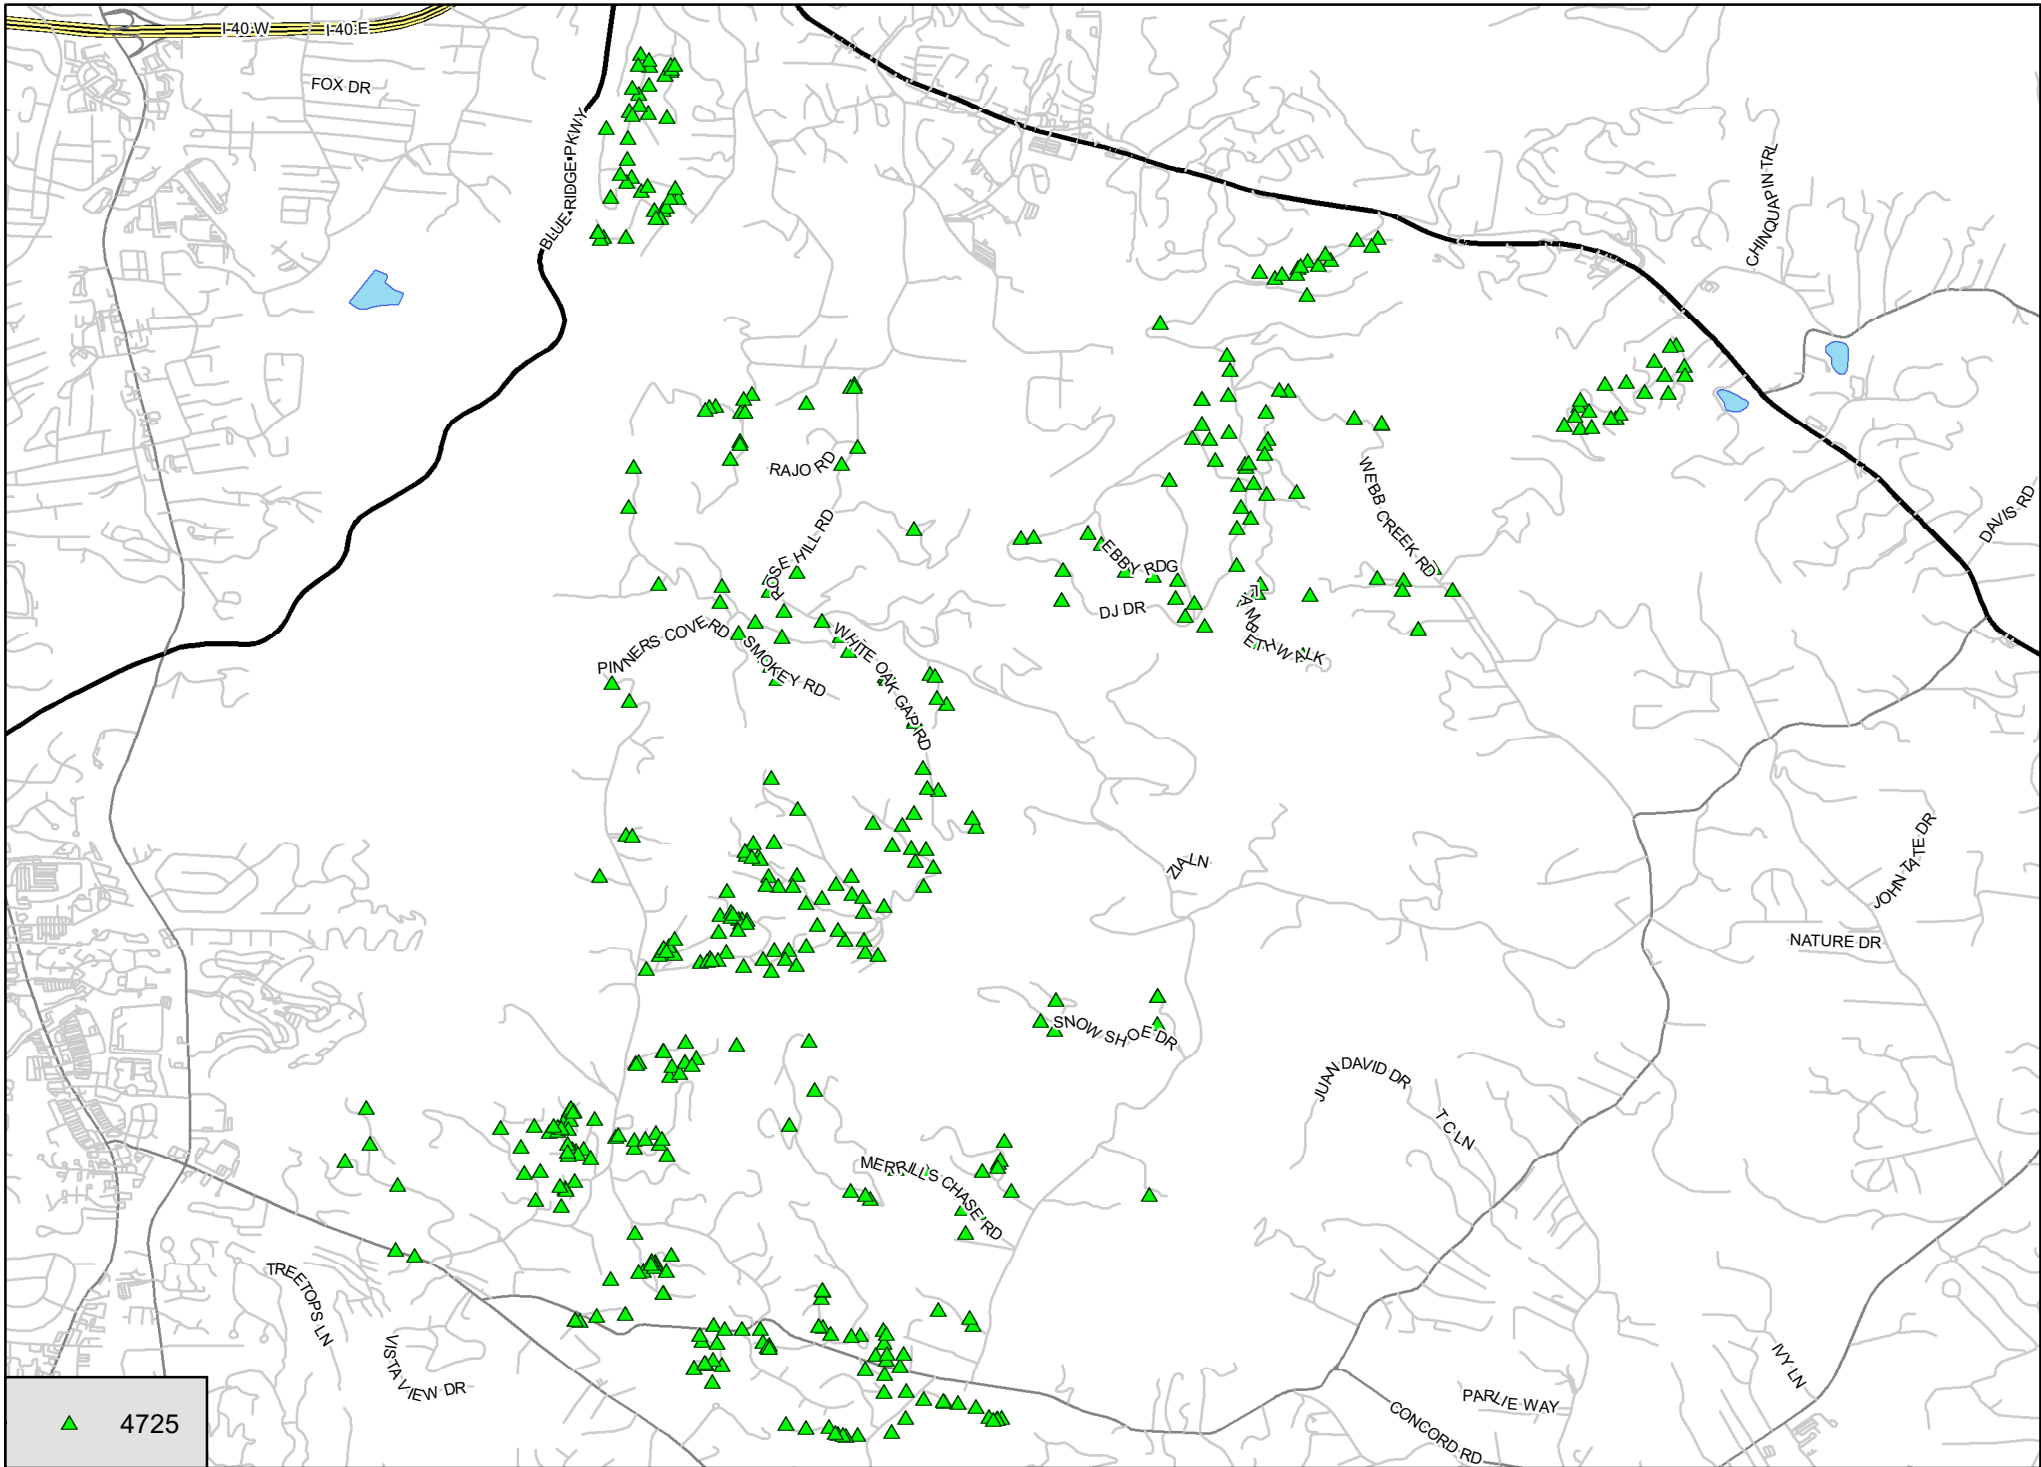 I-40 W
I-40 E
FOX DR
BLUE RIDGE PKWY
CHINQUAPIN TRL
RAJO RD
WEBB CREEK RD
DAVIS RD
ROSE HILL RD
EBBY RDG
DJ DR
PINNERS COVE RD
SMOKEY RD
WHITE OAK GAP RD
WALK
ZIA LN
JOHN TATE DR
NATURE DR
SNOW SHOE DR
JUAN DAVID DR
T C LN
MERRILLS CHASE RD
TREETOPS LN
VISTA VIEW DR
IVY LN
PARLIE WAY
CONCORD RD
4725